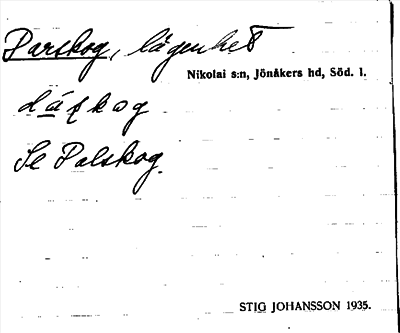 Parskog, lägenhet
Nikolai s:n, Jönåkers hd, Söd. l.
Se Palskog.
STIG JOHANSSON 1935.